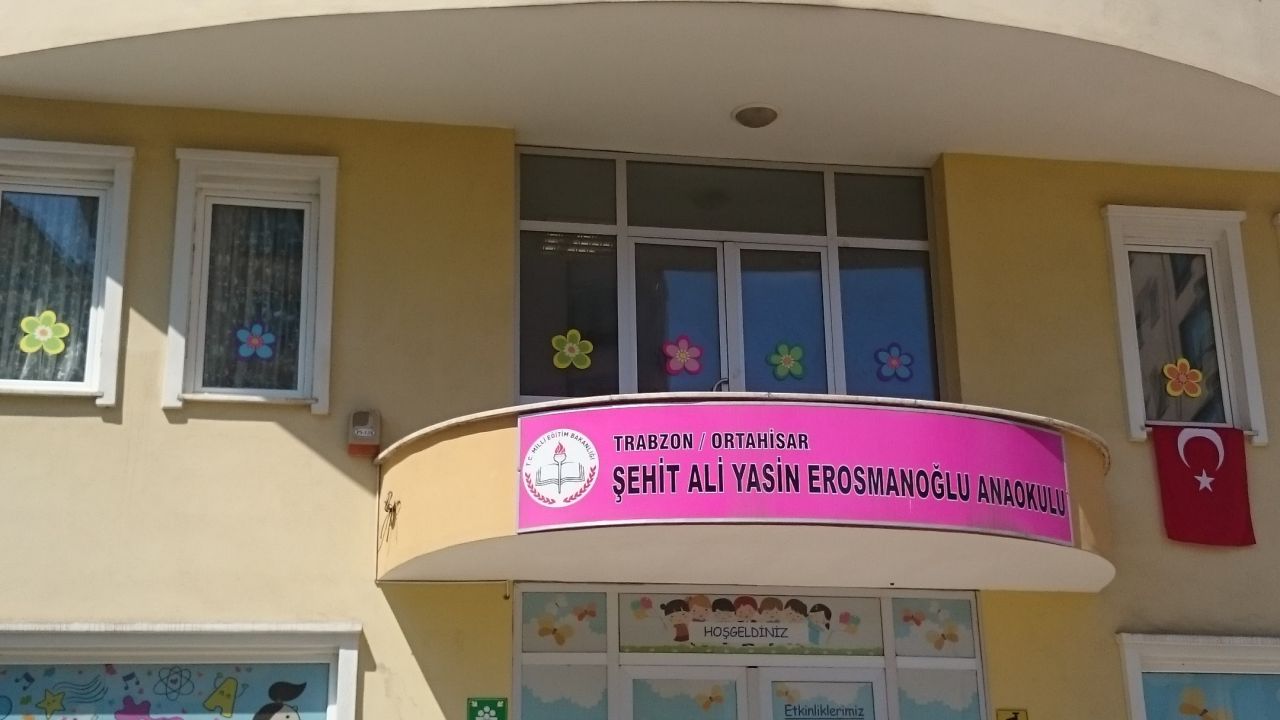 TRABZON / ORTAHİSAR
T.C. MİLLİ EĞİTİM BAKANLIĞI
ŞEHİT ALİ YASİN EROSMANOĞLU ANAOKULU
HOŞGELDİNİZ
A
Etkinliklerimiz